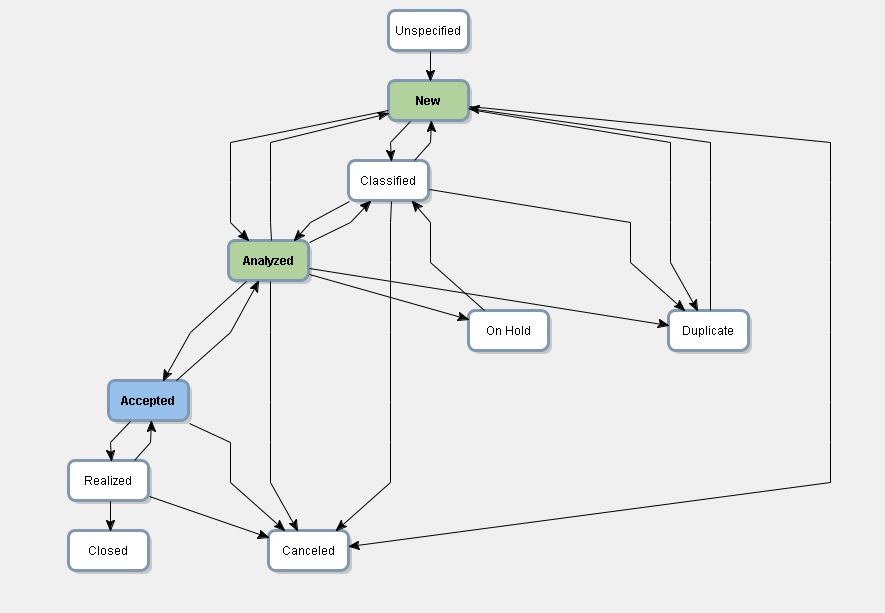 Unspecified
New
Classified
Analyzed
On Hold
Duplicate
Accepted
Realized
Closed
Canceled